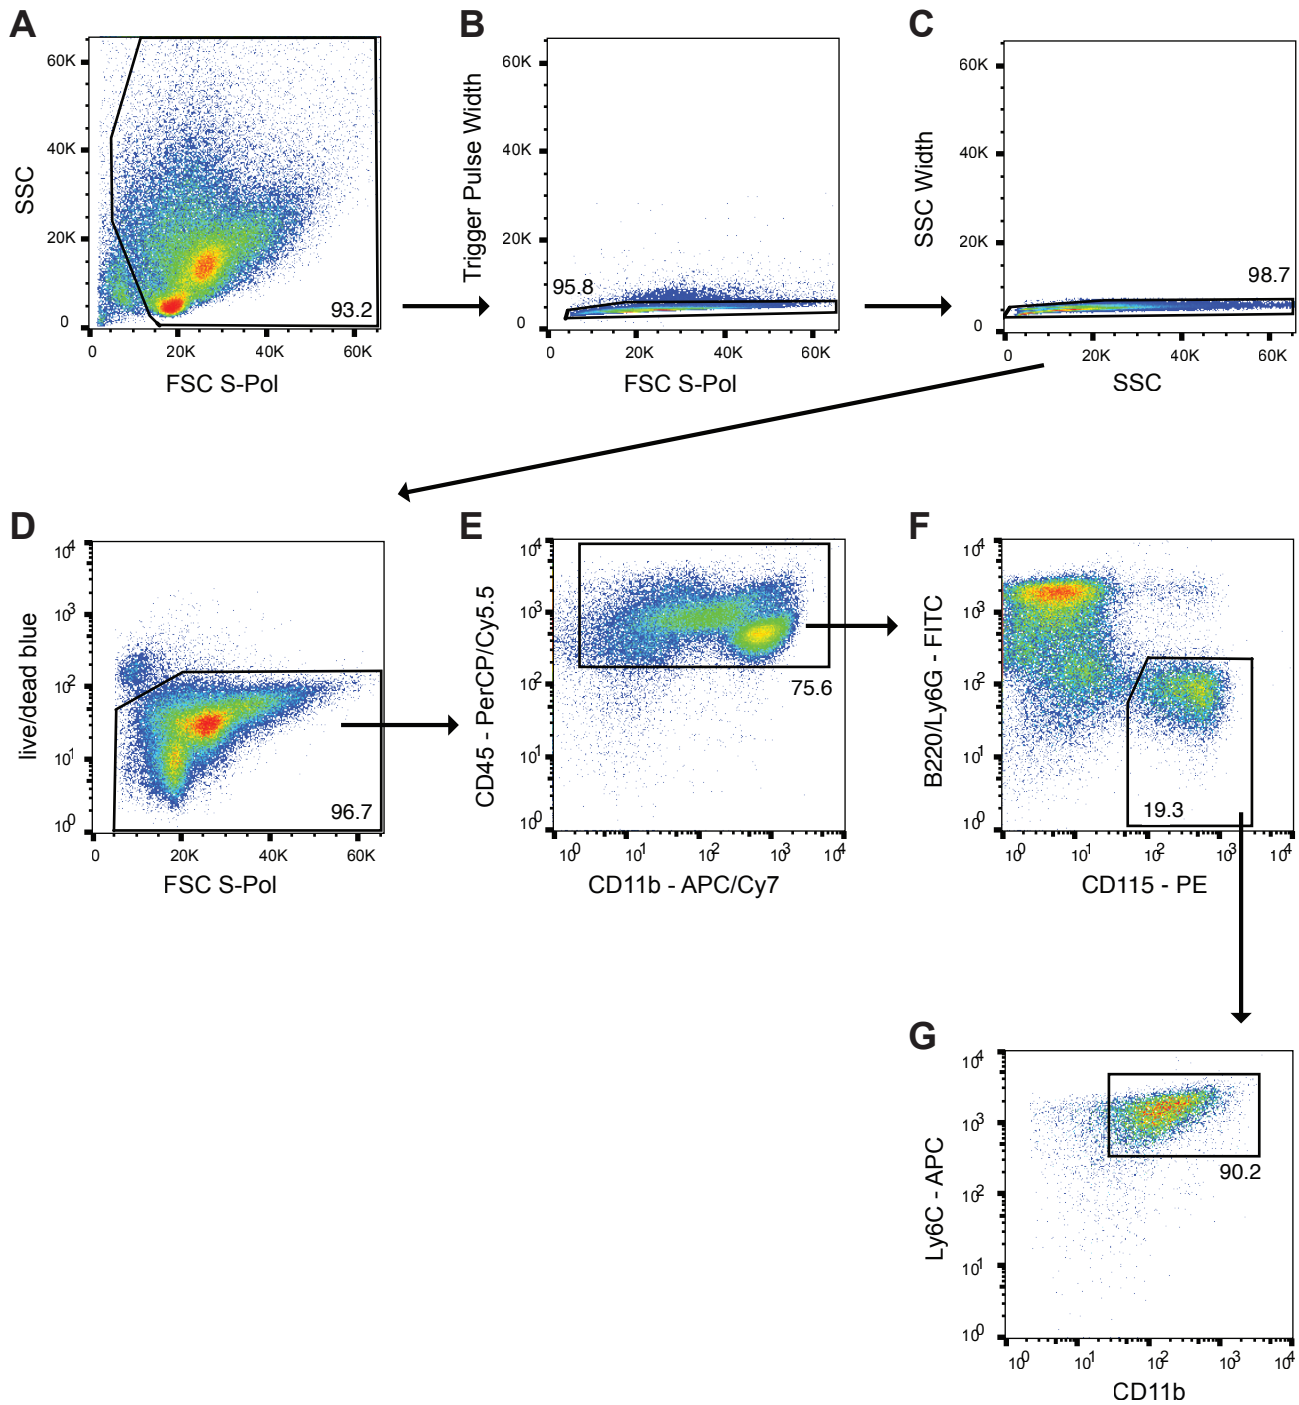 A
B
C
60K
40K
20K
0
SSC
93.2
0 20K 40K 60K
FSC S-Pol
60K
40K
20K
0
Trigger Pulse Width
95.8
0 20K 40K 60K
FSC S-Pol
60K
40K
20K
0
SSC Width
98.7
0 20K 40K 60K
SSC
D
E
F
10⁴
10³
10²
10¹
10⁰
live/dead blue
96.7
0 20K 40K 60K
FSC S-Pol
10⁴
10³
10²
10¹
10⁰
CD45 - PerCP/Cy5.5
75.6
10⁰ 10¹ 10² 10³ 10⁴
CD11b - APC/Cy7
10⁴
10³
10²
10¹
10⁰
B220/Ly6G - FITC
19.3
10⁰ 10¹ 10² 10³ 10⁴
CD115 - PE
G
10⁴
10³
10²
10¹
10⁰
Ly6C - APC
90.2
10⁰ 10¹ 10² 10³ 10⁴
CD11b